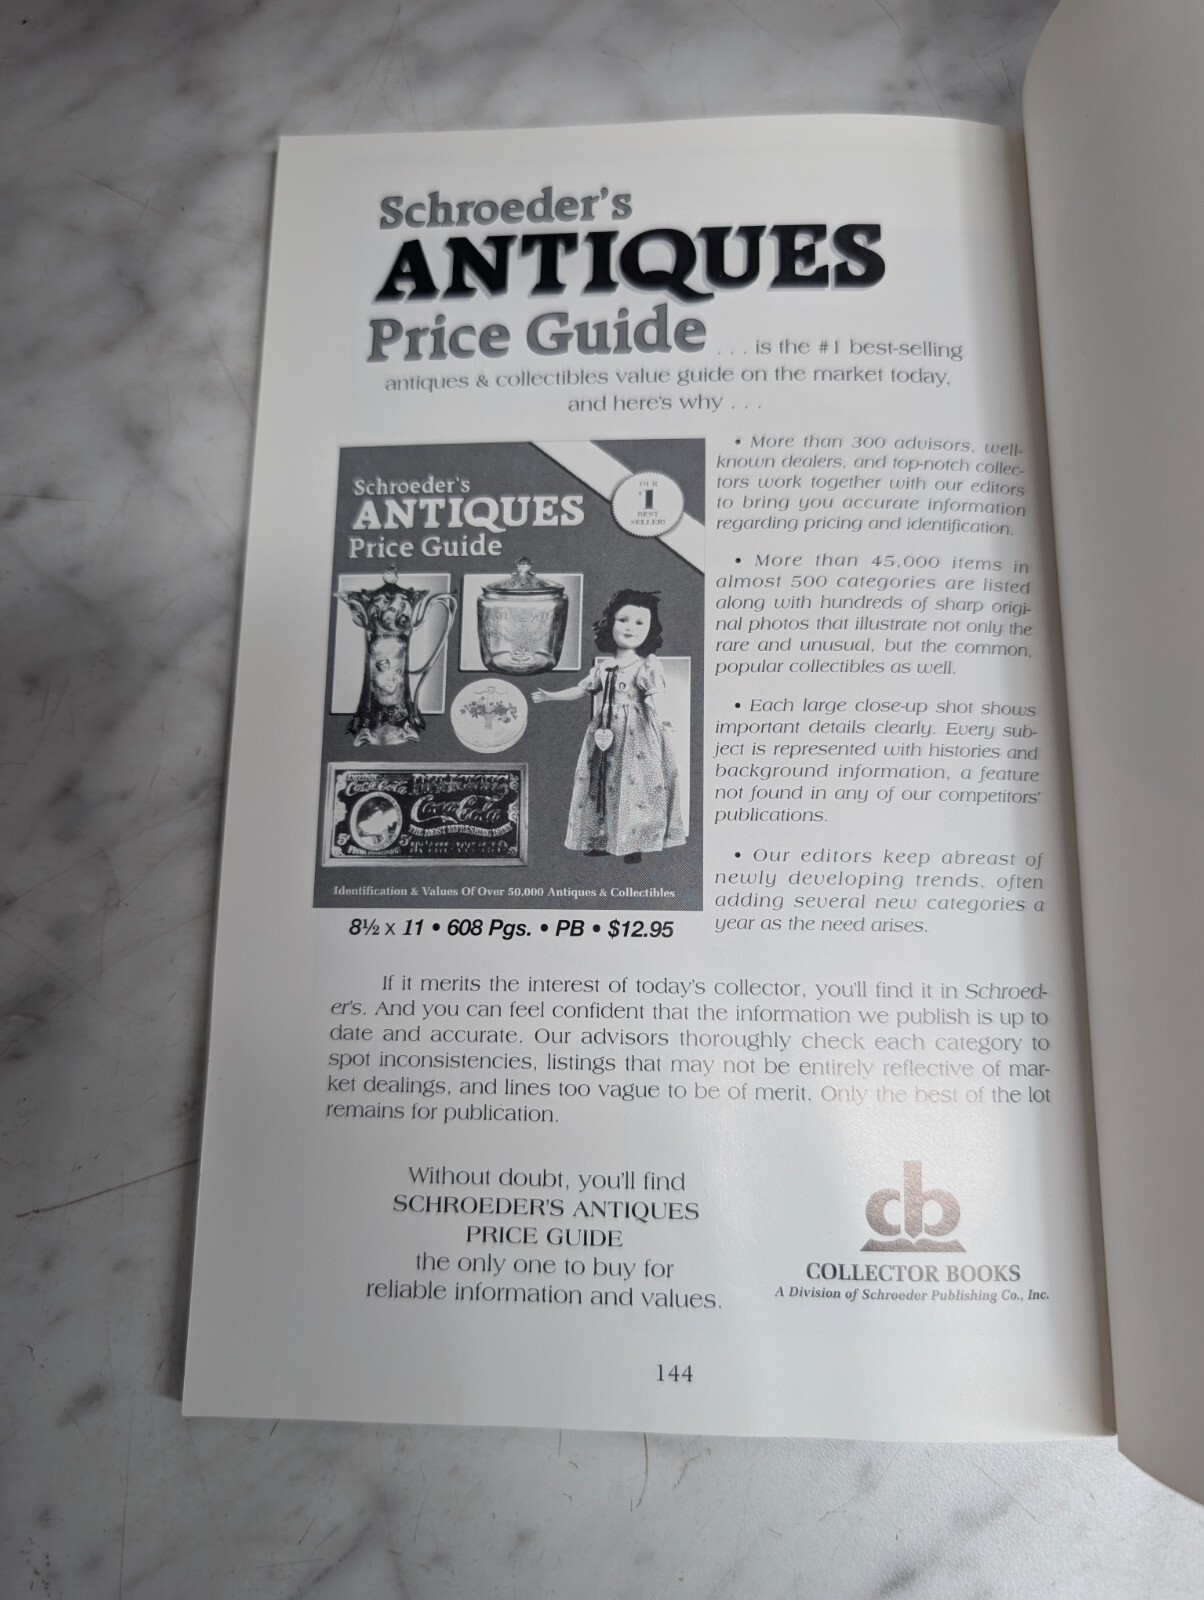 Schroeder's
ANTIQUES
Price Guide . . . is the #1 best-selling
antiques & collectibles value guide on the market today,
and here's why . . .
Schroeder's
ANTIQUES
Price Guide
OUR
#1
BEST
SELLER!
Coca-Cola
5¢
5¢
Coca-Cola
THE MOST REFRESHING DRINK
Identification & Values Of Over 50,000 Antiques & Collectibles
8½ x 11 • 608 Pgs. • PB • $12.95
• More than 300 advisors, well-
known dealers, and top-notch collec-
tors work together with our editors
to bring you accurate information
regarding pricing and identification.
• More than 45,000 items in
almost 500 categories are listed
along with hundreds of sharp origi-
nal photos that illustrate not only the
rare and unusual, but the common,
popular collectibles as well.
• Each large close-up shot shows
important details clearly. Every sub-
ject is represented with histories and
background information, a feature
not found in any of our competitors'
publications.
• Our editors keep abreast of
newly developing trends, often
adding several new categories a
year as the need arises.
If it merits the interest of today's collector, you'll find it in Schroed-
er's. And you can feel confident that the information we publish is up to
date and accurate. Our advisors thoroughly check each category to
spot inconsistencies, listings that may not be entirely reflective of mar-
ket dealings, and lines too vague to be of merit. Only the best of the lot
remains for publication.
Without doubt, you'll find
SCHROEDER'S ANTIQUES
PRICE GUIDE
the only one to buy for
reliable information and values.
cb
COLLECTOR BOOKS
A Division of Schroeder Publishing Co., Inc.
144